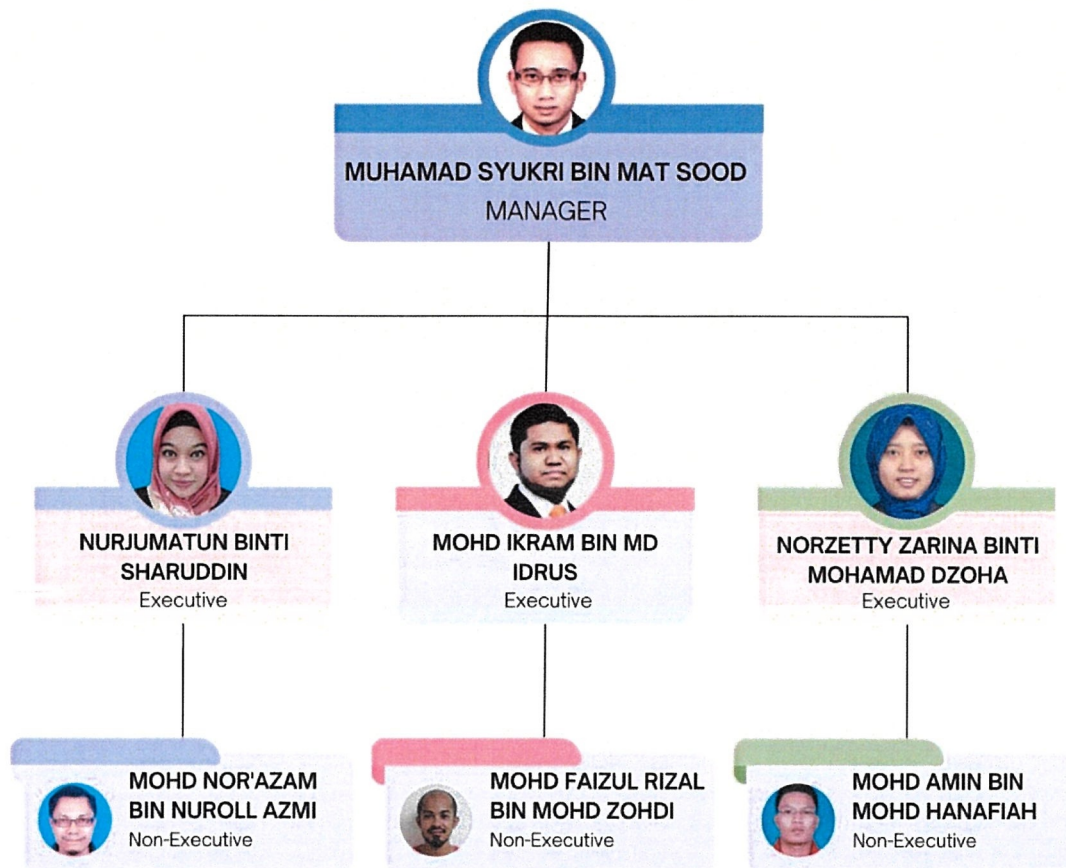 MUHAMAD SYUKRI BIN MAT SOOD
MANAGER
NURJUMATUN BINTI
SHARUDDIN
Executive
MOHD IKRAM BIN MD
IDRUS
Executive
NORZETTY ZARINA BINTI
MOHAMAD DZOHA
Executive
MOHD NOR'AZAM
BIN NUROLL AZMI
Non-Executive
MOHD FAIZUL RIZAL
BIN MOHD ZOHDI
Non-Executive
MOHD AMIN BIN
MOHD HANAFIAH
Non-Executive